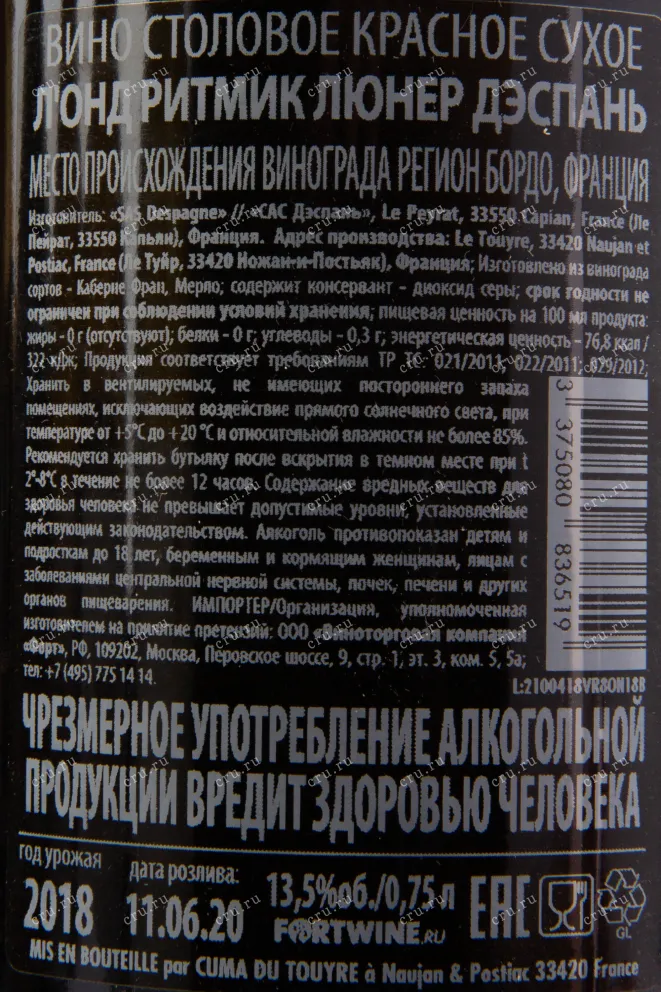 ВИНО СТОЛОВОЕ КРАСНОЕ СУХОЕ
Л'ОНД РИТМИК ЛЮНЕР ДЭСПАНЬ
МЕСТО ПРОИСХОЖДЕНИЯ ВИНОГРАДА РЕГИОН БОРДО, ФРАНЦИЯ
Изготовитель: «SAS Despagne» // «САС Дэспань», Le Peyrat, 33550 Capian, France (Ле
Пейрат, 33550 Капьян), Франция. Адрес производства: Le Touyre, 33420 Naujan et
Postiac, France (Ле Туйр, 33420 Ножан-и-Постьяк), Франция; Изготовлено из винограда
сортов - Каберне Фран, Мерло; содержит консервант - диоксид серы; срок годности не
ограничен при соблюдении условий хранения; пищевая ценность на 100 мл продукта:
жиры - 0 г (отсутствуют); белки - 0 г; углеводы - 0,3 г; энергетическая ценность - 76,8 ккал /
322 кДж; Продукция соответствует требованиям ТР ТС 021/2011; 022/2011; 029/2012;
Хранить в вентилируемых, не имеющих постороннего запаха
помещениях, исключающих воздействие прямого солнечного света, при
температуре от +5°С до +20 °С и относительной влажности не более 85%.
Рекомендуется хранить бутылку после вскрытия в темном месте при t
2°-8°С в течение не более 12 часов. Содержание вредных веществ для
здоровья человека не превышает допустимые уровни, установленные
действующим законодательством. Алкоголь противопоказан детям и
подросткам до 18 лет, беременным и кормящим женщинам, лицам с
заболеваниями центральной нервной системы, почек, печени и других
органов пищеварения. ИМПОРТЕР/Организация, уполномоченная
изготовителем на принятие претензий: ООО «Виноторговая компания
«Форт», РФ, 109202, Москва, Перовское шоссе, 9, стр. 1, эт. 3, ком. 5, 5а;
тел: +7 (495) 775 14 14.
3 375080 836519
L:2100418VR8ON18B
ЧРЕЗМЕРНОЕ УПОТРЕБЛЕНИЕ АЛКОГОЛЬНОЙ
ПРОДУКЦИИ ВРЕДИТ ЗДОРОВЬЮ ЧЕЛОВЕКА
год урожая
2018
дата розлива:
11.06.20
13,5%об./0,75 л
FORTWINE.RU
EAC
GL
MIS EN BOUTEILLE par CUMA DU TOUYRE à Naujan & Postiac 33420 France
cru.ru